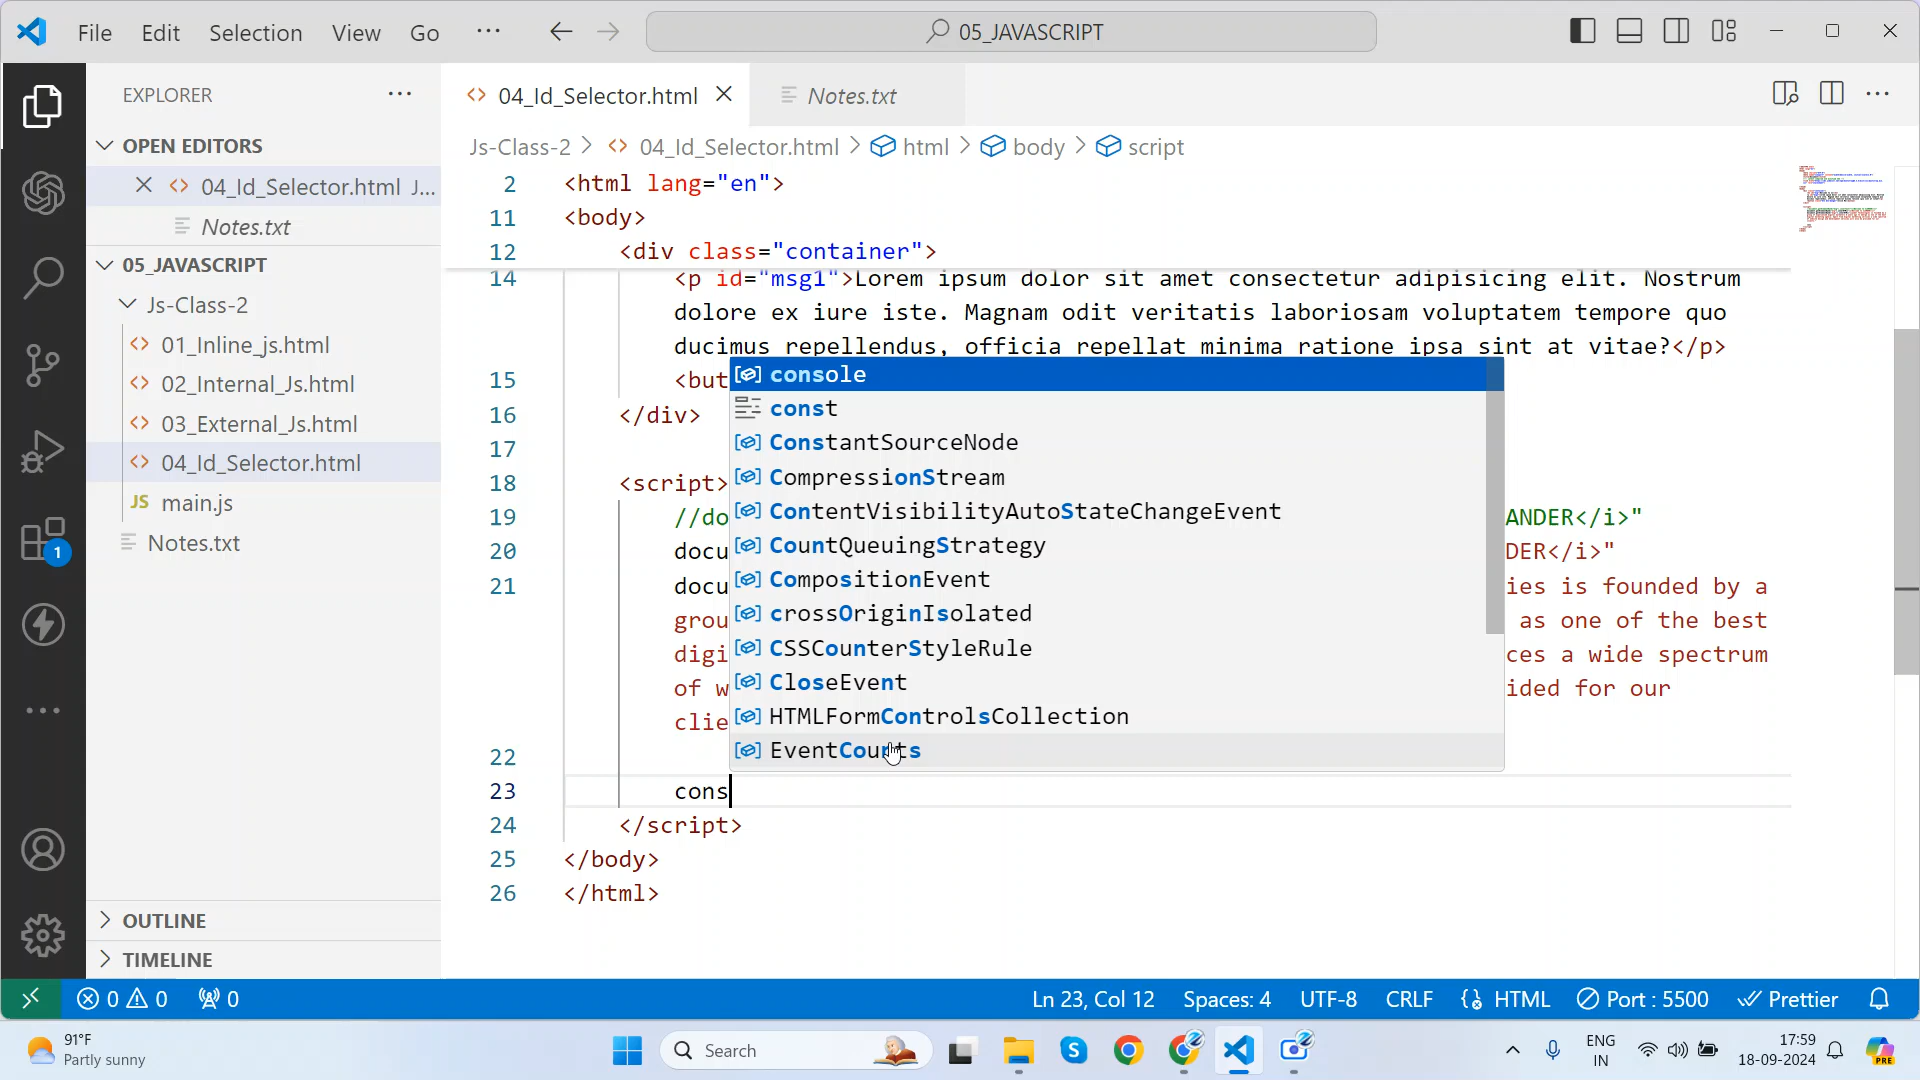 File Edit Selection View Go ··· 05_JAVASCRIPT
EXPLORER ···
OPEN EDITORS
04_Id_Selector.html J...
Notes.txt
05_JAVASCRIPT
Js-Class-2
01_Inline_js.html
02_Internal_Js.html
03_External_Js.html
04_Id_Selector.html
JS main.js
Notes.txt
OUTLINE
TIMELINE
1
04_Id_Selector.html Notes.txt
Js-Class-2 > 04_Id_Selector.html > html > body > script
2 <html lang="en">
11 <body>
12 <div class="container">
14 <p id="msg1">Lorem ipsum dolor sit amet consectetur adipisicing elit. Nostrum
dolore ex iure iste. Magnam odit veritatis laboriosam voluptatem tempore quo
ducimus repellendus, officia repellat minima ratione ipsa sint at vitae?</p>
15 <but
16 </div>
17
18 <script>
19 //do ANDER</i>"
20 docu DER</i>"
21 docu ies is founded by a
grou as one of the best
digi ces a wide spectrum
of w ided for our
clie
22
23 cons
24 </script>
25 </body>
26 </html>
console
const
ConstantSourceNode
CompressionStream
ContentVisibilityAutoStateChangeEvent
CountQueuingStrategy
CompositionEvent
crossOriginIsolated
CSSCounterStyleRule
CloseEvent
HTMLFormControlsCollection
EventCounts
0 0 0 Ln 23, Col 12 Spaces: 4 UTF-8 CRLF HTML Port : 5500 Prettier
91°F
Partly sunny
Search
ENG
IN
17:59
18-09-2024
PRE